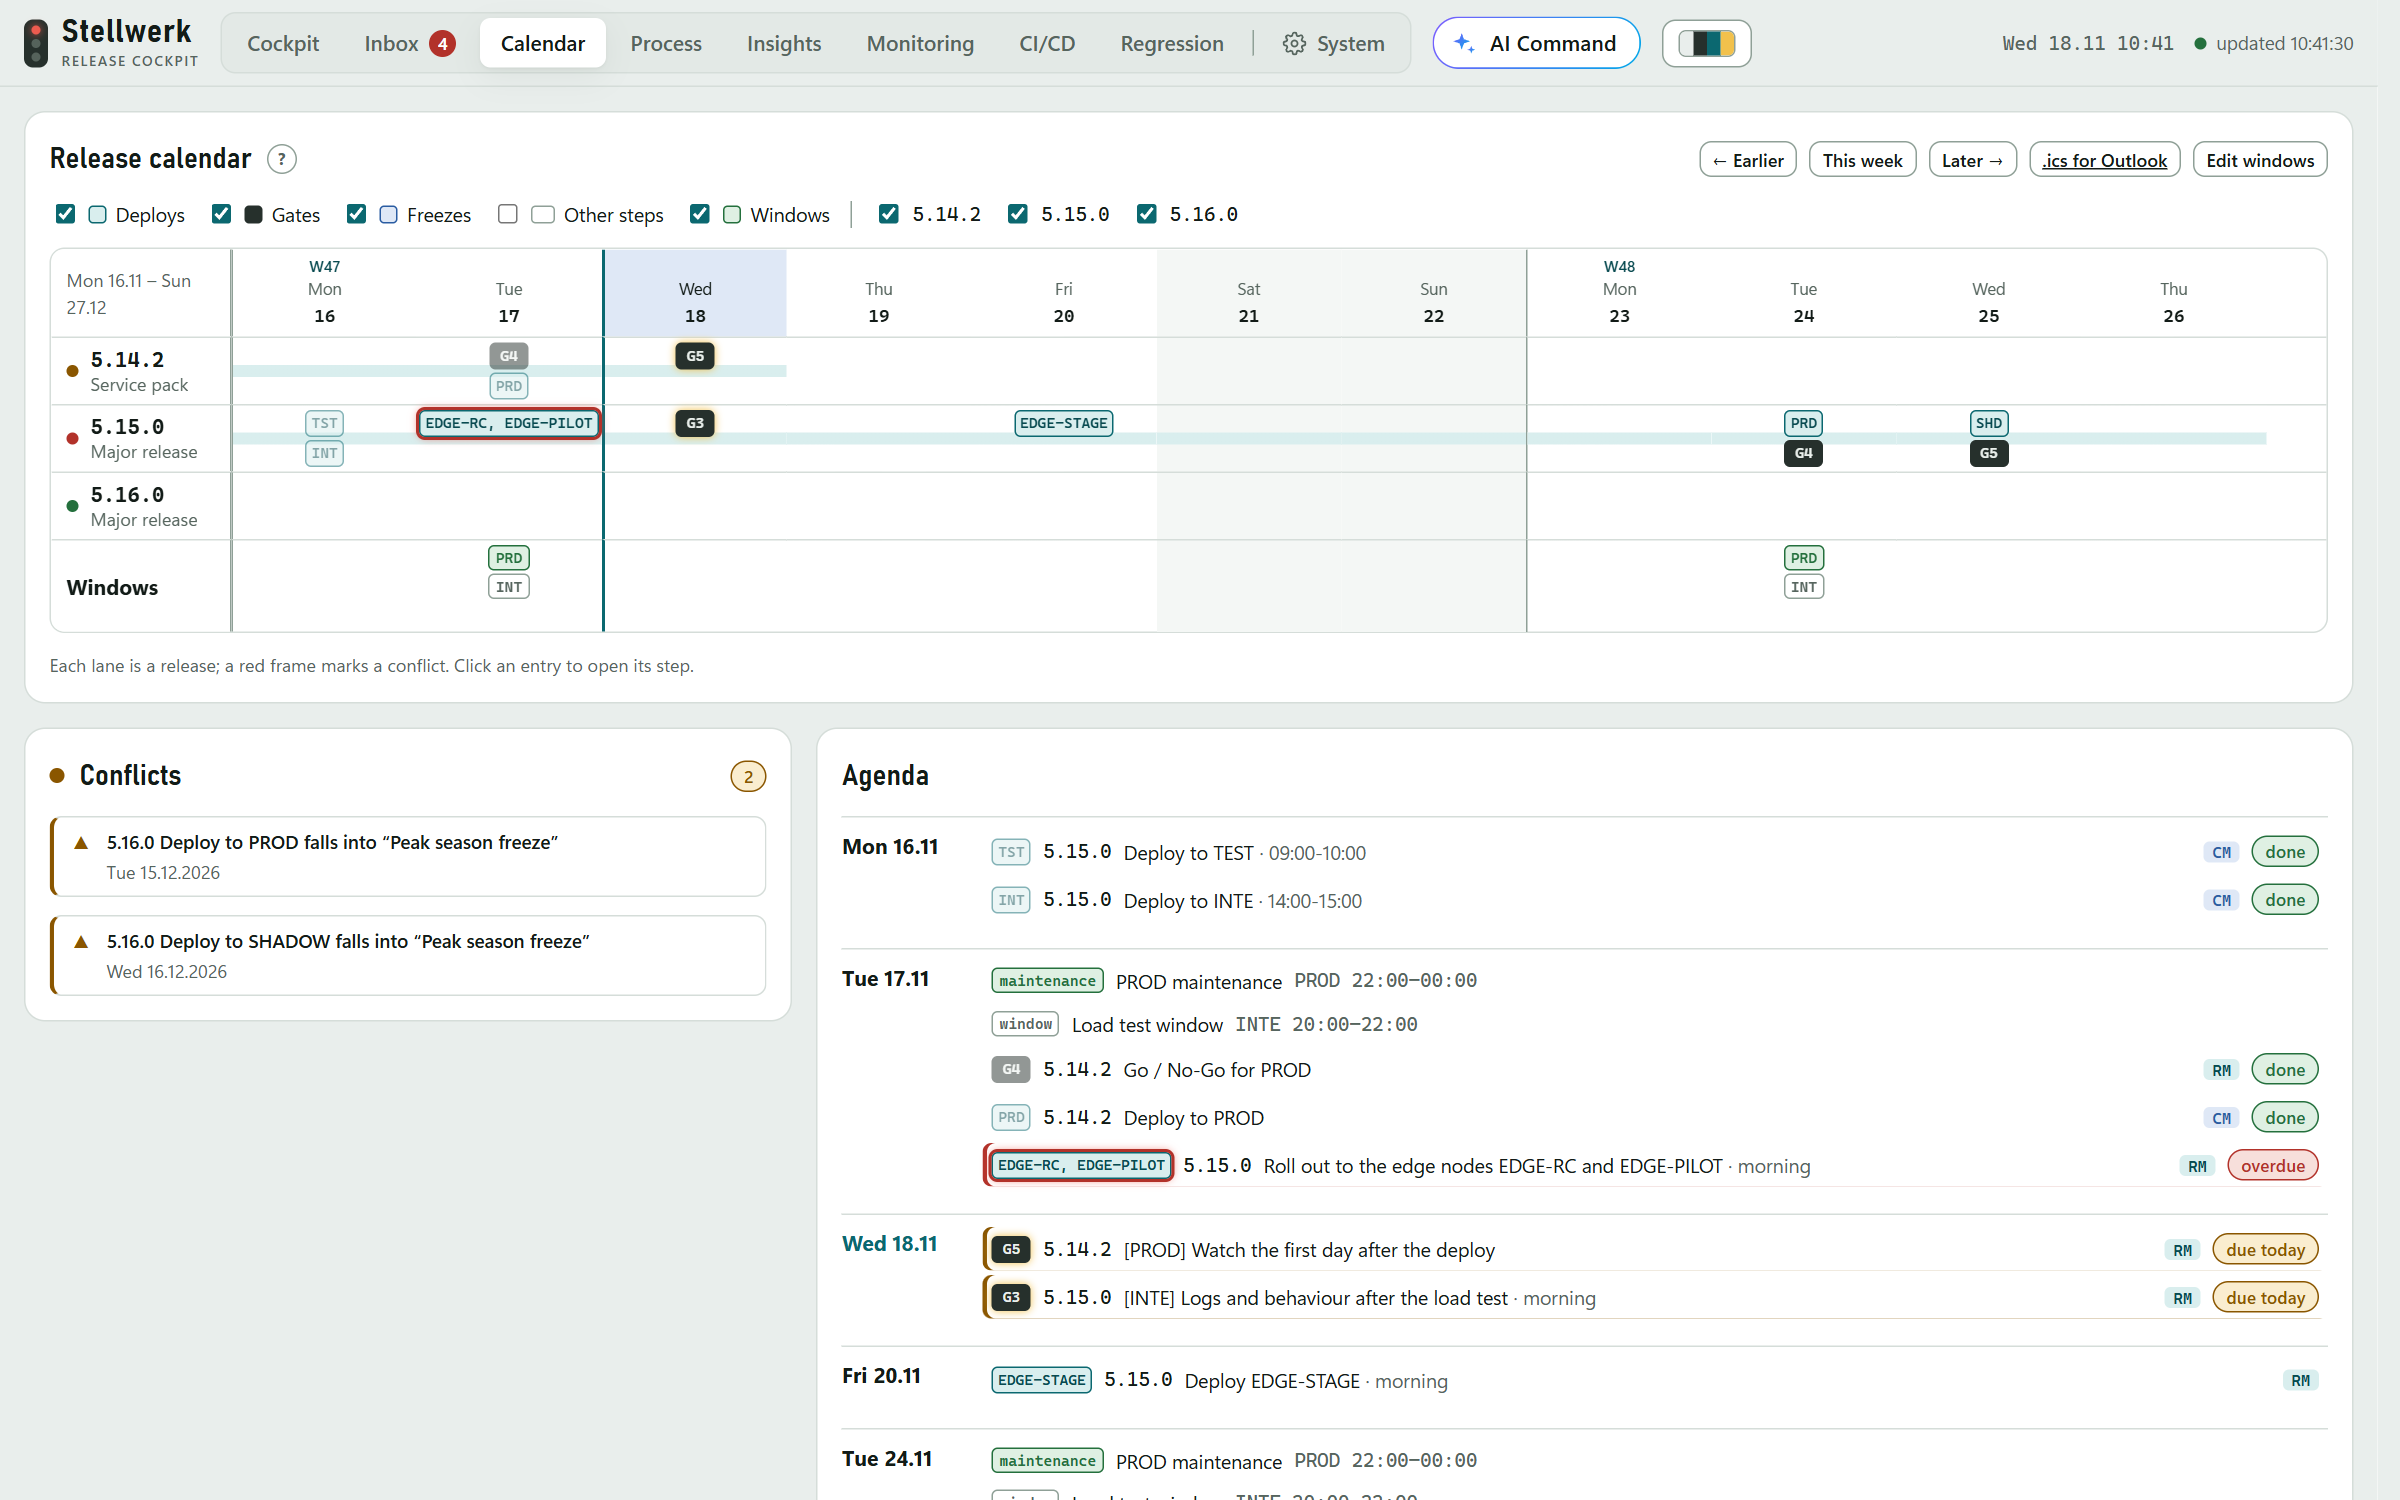 Stellwerk
RELEASE COCKPIT
Cockpit
Inbox 4
Calendar
Process
Insights
Monitoring
CI/CD
Regression
System
AI Command
Wed 18.11 10:41
updated 10:41:30
Release calendar ?
← Earlier
This week
Later →
.ics for Outlook
Edit windows
Deploys
Gates
Freezes
Other steps
Windows
5.14.2
5.15.0
5.16.0
Mon 16.11 – Sun
27.12
W47
Mon
16
Tue
17
Wed
18
Thu
19
Fri
20
Sat
21
Sun
22
W48
Mon
23
Tue
24
Wed
25
Thu
26
5.14.2
Service pack
G4
PRD
G5
5.15.0
Major release
TST
INT
EDGE-RC, EDGE-PILOT
G3
EDGE-STAGE
PRD
G4
SHD
G5
5.16.0
Major release
Windows
PRD
INT
PRD
INT
Each lane is a release; a red frame marks a conflict. Click an entry to open its step.
Conflicts
2
5.16.0 Deploy to PROD falls into “Peak season freeze”
Tue 15.12.2026
5.16.0 Deploy to SHADOW falls into “Peak season freeze”
Wed 16.12.2026
Agenda
Mon 16.11
TST 5.15.0 Deploy to TEST · 09:00-10:00 CM done
INT 5.15.0 Deploy to INTE · 14:00-15:00 CM done
Tue 17.11
maintenance PROD maintenance PROD 22:00–00:00
window Load test window INTE 20:00–22:00
G4 5.14.2 Go / No-Go for PROD RM done
PRD 5.14.2 Deploy to PROD CM done
EDGE-RC, EDGE-PILOT 5.15.0 Roll out to the edge nodes EDGE-RC and EDGE-PILOT · morning RM overdue
Wed 18.11
G5 5.14.2 [PROD] Watch the first day after the deploy RM due today
G3 5.15.0 [INTE] Logs and behaviour after the load test · morning RM due today
Fri 20.11
EDGE-STAGE 5.15.0 Deploy EDGE-STAGE · morning RM
Tue 24.11
maintenance PROD maintenance PROD 22:00–00:00